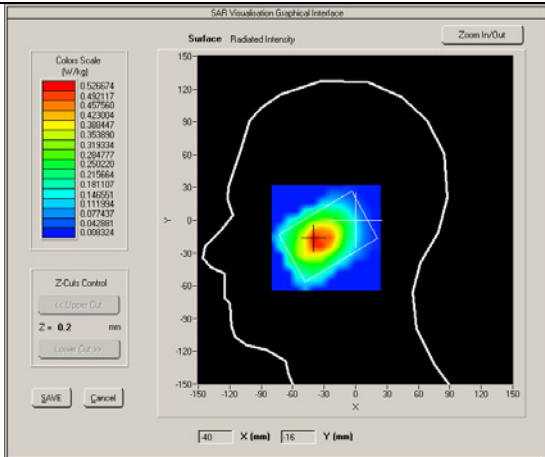 SAR Visualisation Graphical Interface
Surface Radiated Intensity
Zoom In/Out
Colors Scale
(W/kg)
0.526674
0.492117
0.457560
0.423004
0.388447
0.353890
0.319334
0.284777
0.250220
0.215664
0.181107
0.146551
0.111994
0.077437
0.042881
0.008324
Y
150
120
90
60
30
0
-30
-60
-90
-120
-150
-150 -120 -90 -60 -30 0 30 60 90 120 150
X
Z-Cuts Control
<< Upper Cut
Z = 0.2 mm
Lower Cut >>
SAVE Cancel
-40 X (mm) -16 Y (mm)